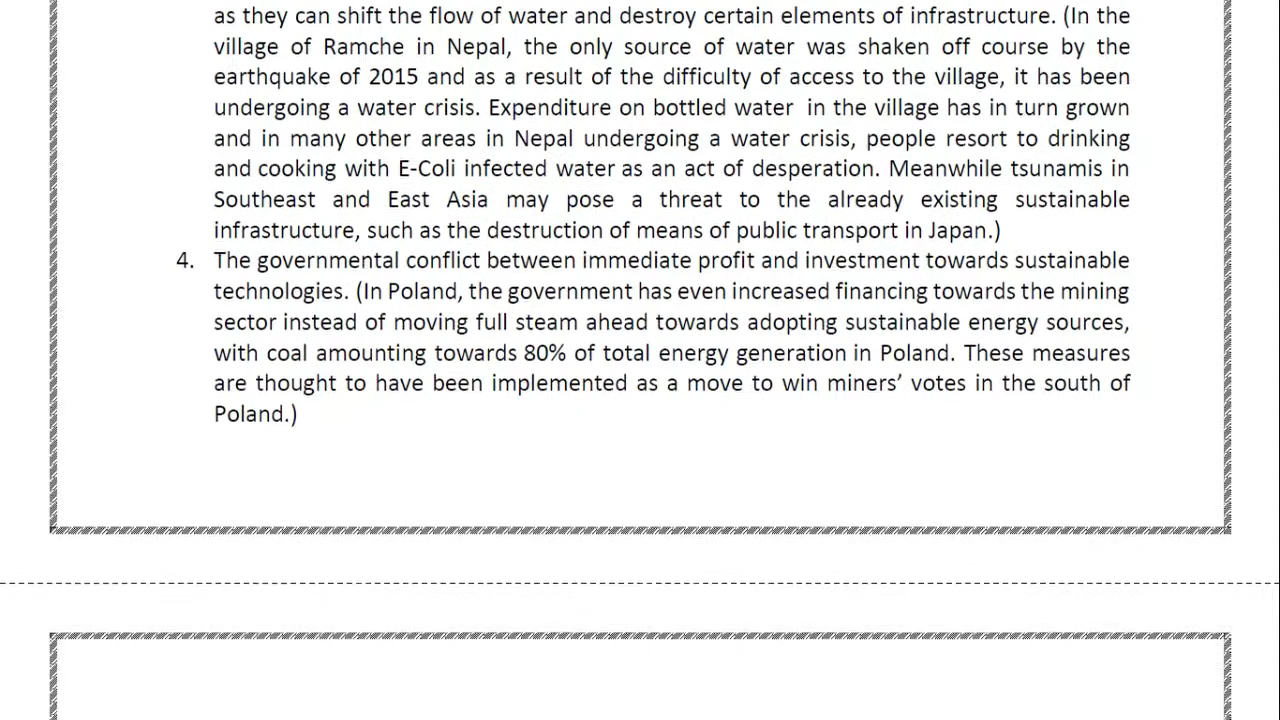 as they can shift the flow of water and destroy certain elements of infrastructure. (In the
village of Ramche in Nepal, the only source of water was shaken off course by the
earthquake of 2015 and as a result of the difficulty of access to the village, it has been
undergoing a water crisis. Expenditure on bottled water  in the village has in turn grown
and in many other areas in Nepal undergoing a water crisis, people resort to drinking
and cooking with E-Coli infected water as an act of desperation. Meanwhile tsunamis in
Southeast and East Asia may pose a threat to the already existing sustainable
infrastructure, such as the destruction of means of public transport in Japan.)
4. The governmental conflict between immediate profit and investment towards sustainable
technologies. (In Poland, the government has even increased financing towards the mining
sector instead of moving full steam ahead towards adopting sustainable energy sources,
with coal amounting towards 80% of total energy generation in Poland. These measures
are thought to have been implemented as a move to win miners’ votes in the south of
Poland.)